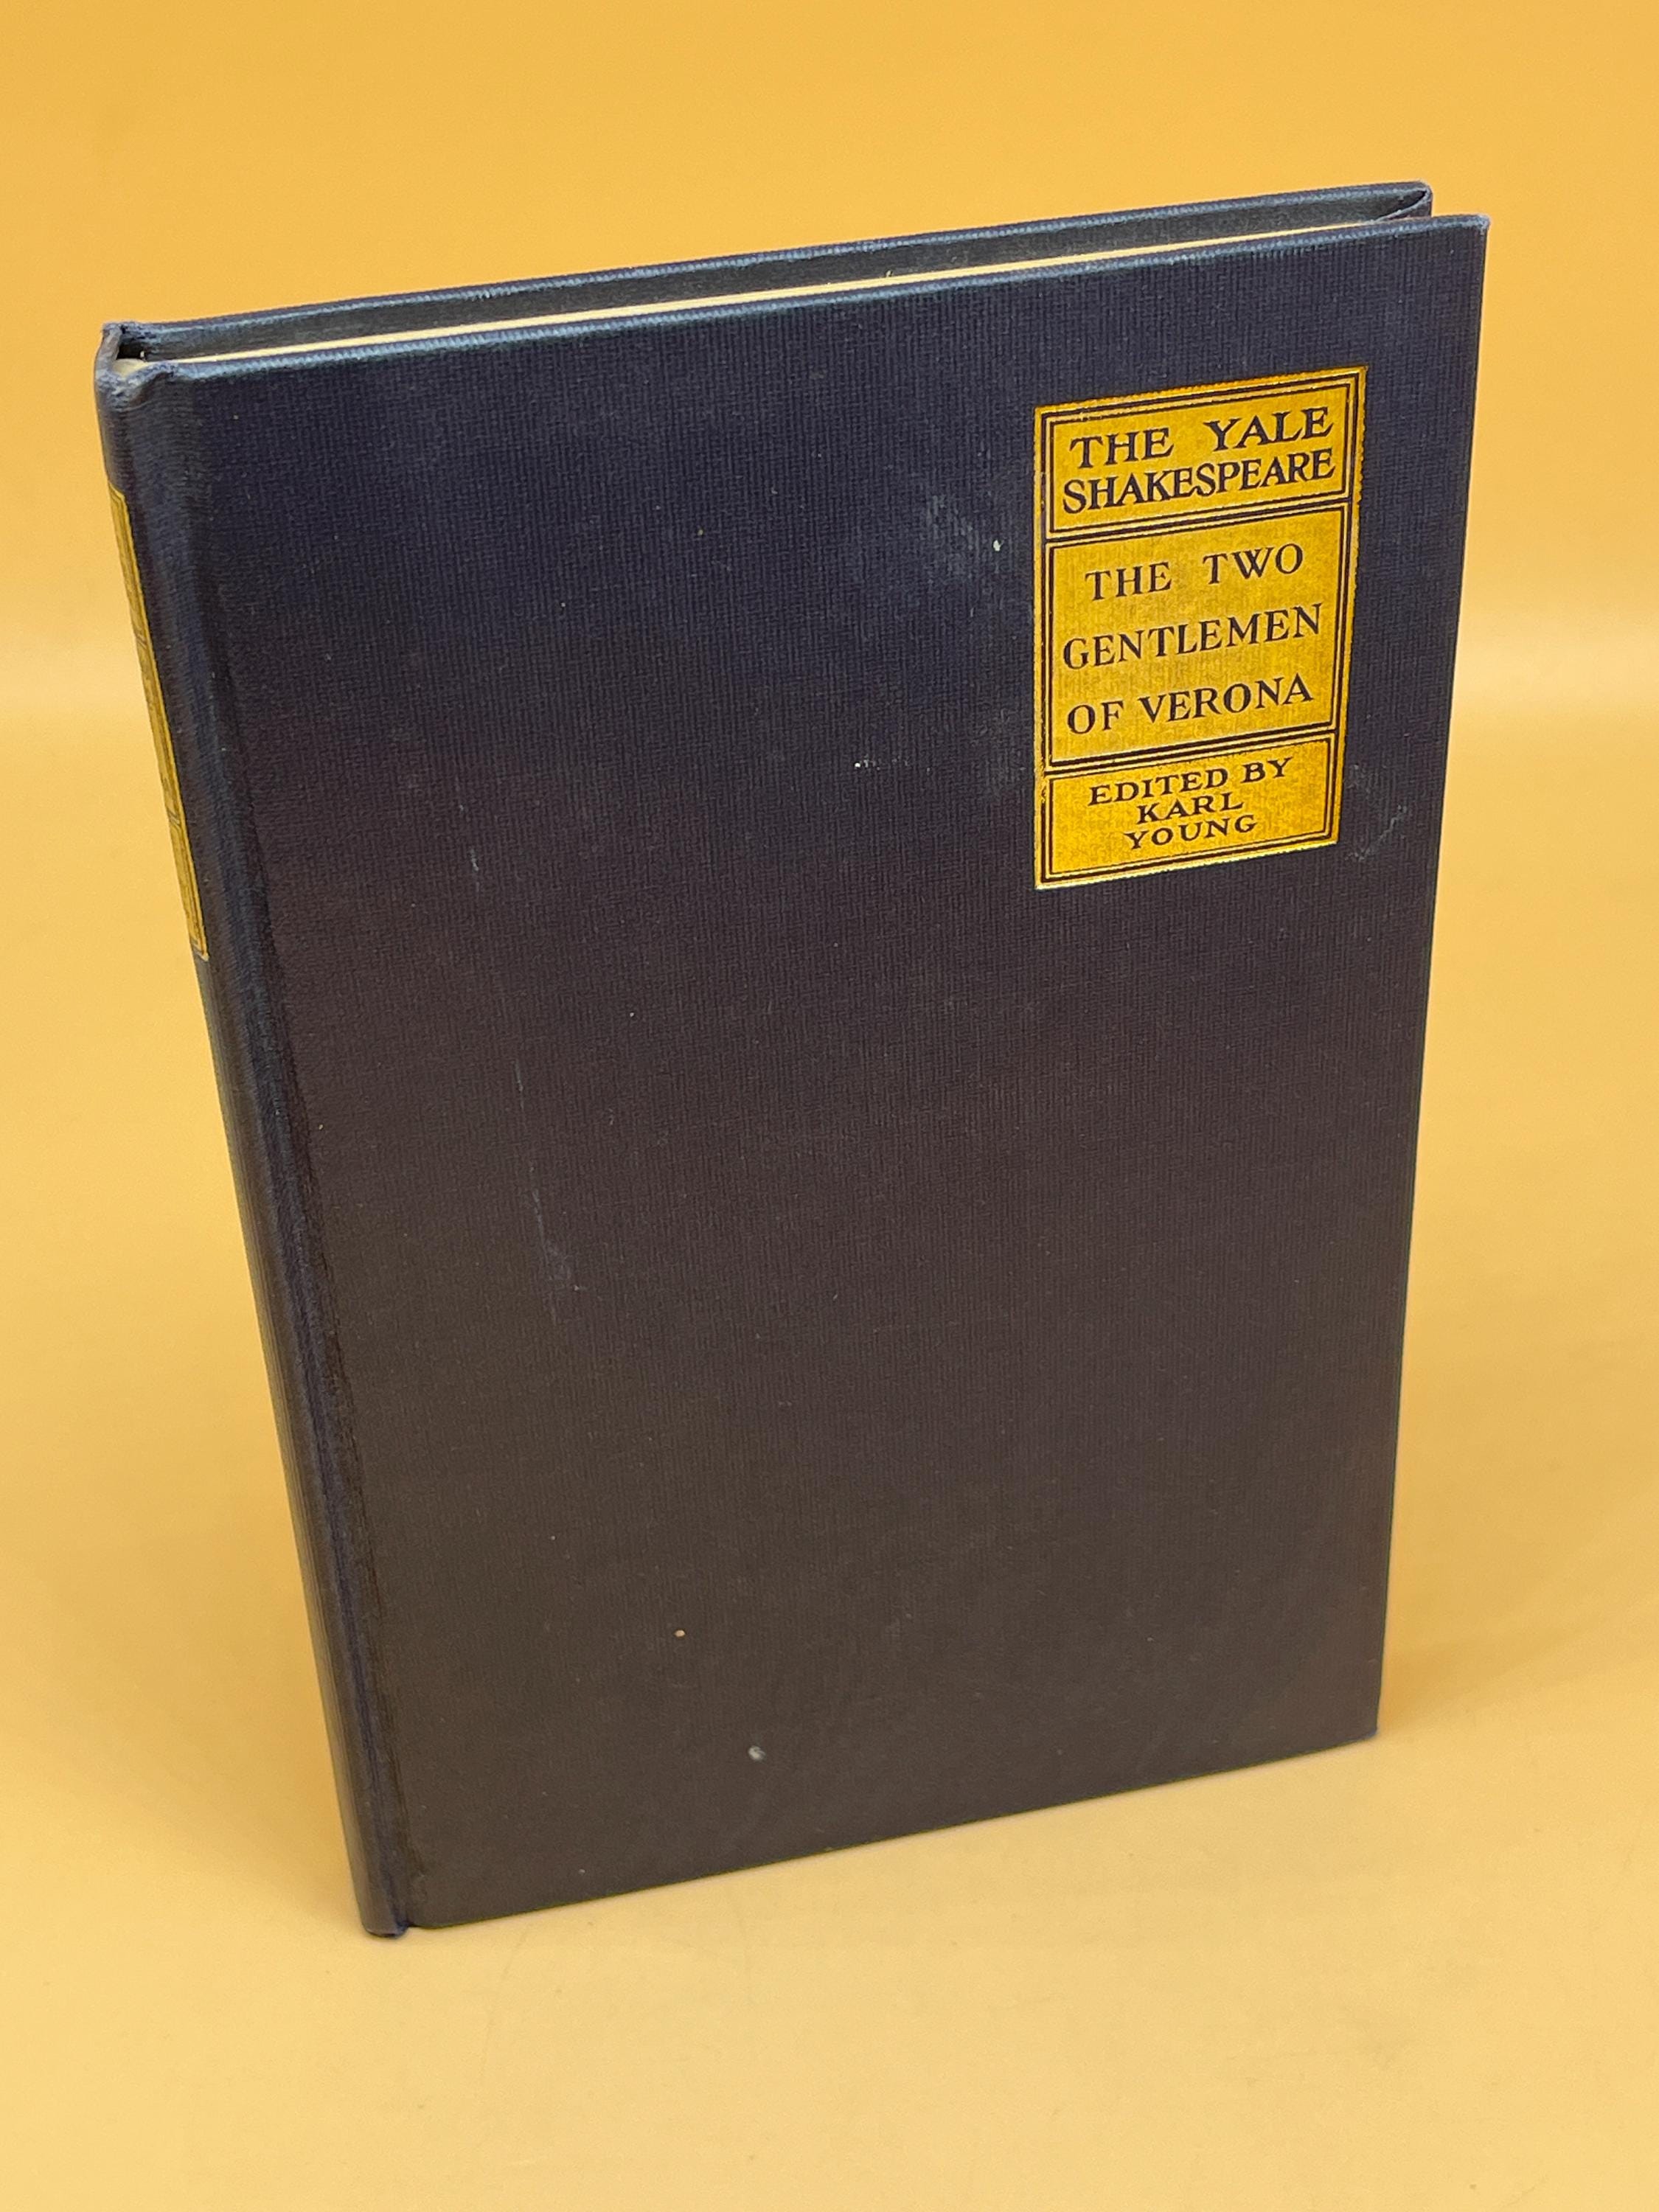 THE YALE
SHAKESPEARE
THE TWO
GENTLEMEN
OF VERONA
EDITED BY
KARL
YOUNG